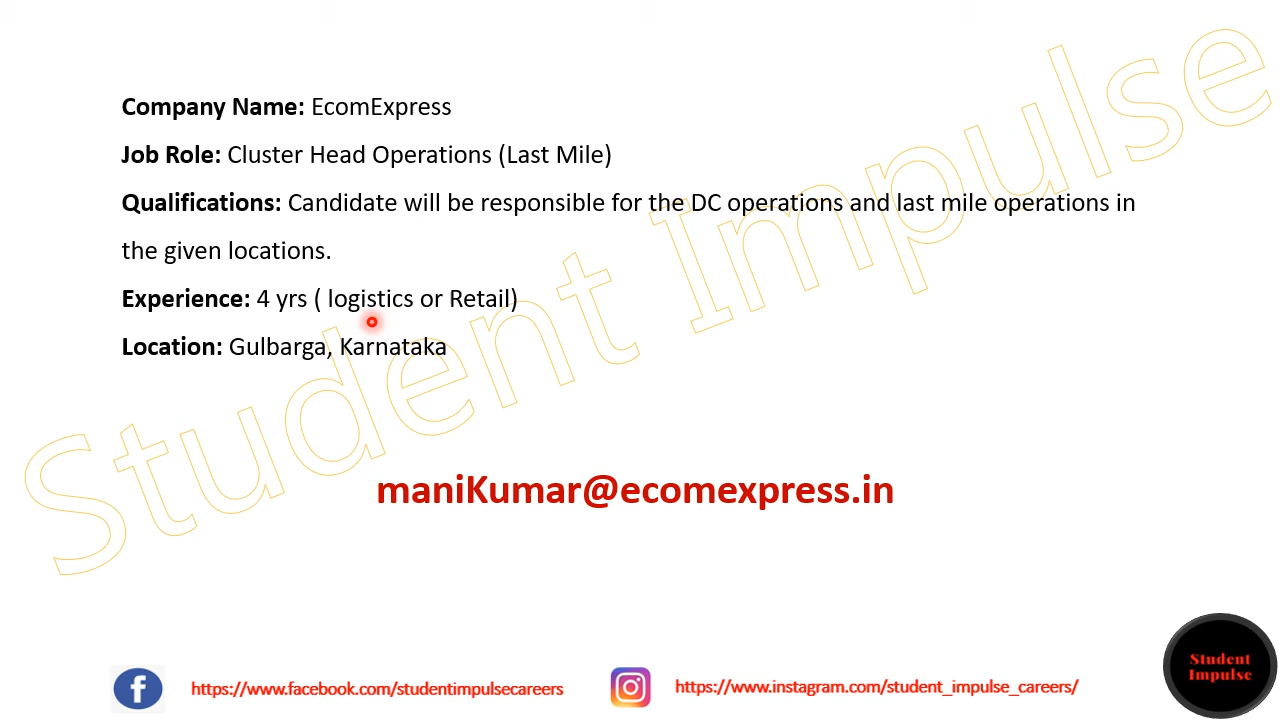 Company Name: EcomExpress
Job Role: Cluster Head Operations (Last Mile)
Qualifications: Candidate will be responsible for the DC operations and last mile operations in
the given locations.
Experience: 4 yrs ( logistics or Retail)
Location: Gulbarga, Karnataka
Student Impulse
maniKumar@ecomexpress.in
https://www.facebook.com/studentimpulsecareers
https://www.instagram.com/student_impulse_careers/
Student
Impulse